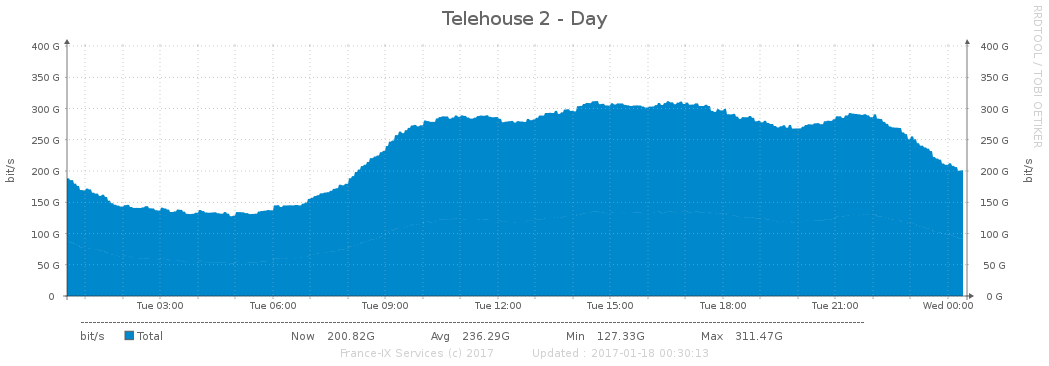 Telehouse 2 - Day
RRDTOOL / TOBI OETIKER
400 G 400 G
350 G 350 G
300 G 300 G
250 G 250 G
200 G 200 G
150 G 150 G
100 G 100 G
50 G 50 G
0 0 G
bit/s bit/s
Tue 03:00 Tue 06:00 Tue 09:00 Tue 12:00 Tue 15:00 Tue 18:00 Tue 21:00 Wed 00:00
bit/s Total Now 200.82G Avg 236.29G Min 127.33G Max 311.47G
France-IX Services (c) 2017 Updated : 2017-01-18 00:30:13